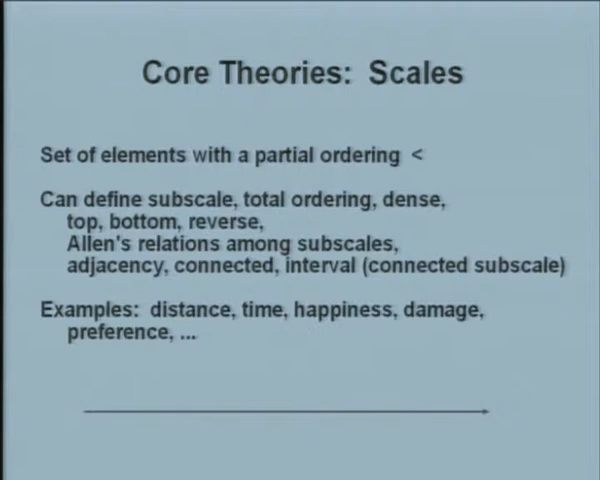 Core Theories:  Scales
Set of elements with a partial ordering  <
Can define subscale, total ordering, dense,
top, bottom, reverse,
Allen's relations among subscales,
adjacency, connected, interval (connected subscale)
Examples:  distance, time, happiness, damage,
preference, ...